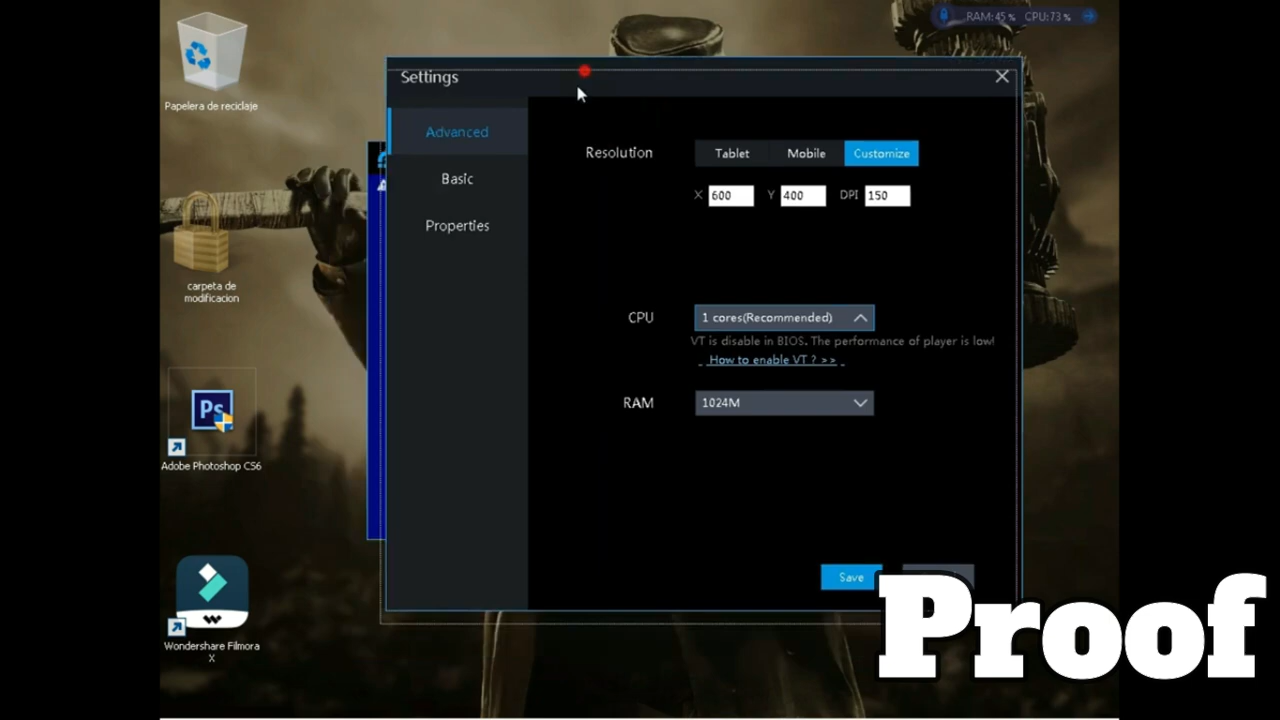 RAM:45 % CPU:73 %
Papelera de reciclaje
Settings
Advanced
Basic
Properties
Resolution
Tablet
Mobile
Customize
X 600 Y 400 DPI 150
carpeta de
modificacion
CPU
1 cores(Recommended)
VT is disable in BIOS. The performance of player is low!
How to enable VT ? >>
RAM
1024M
Adobe Photoshop CS6
Ps
Save
Wondershare Filmora
X
Proof